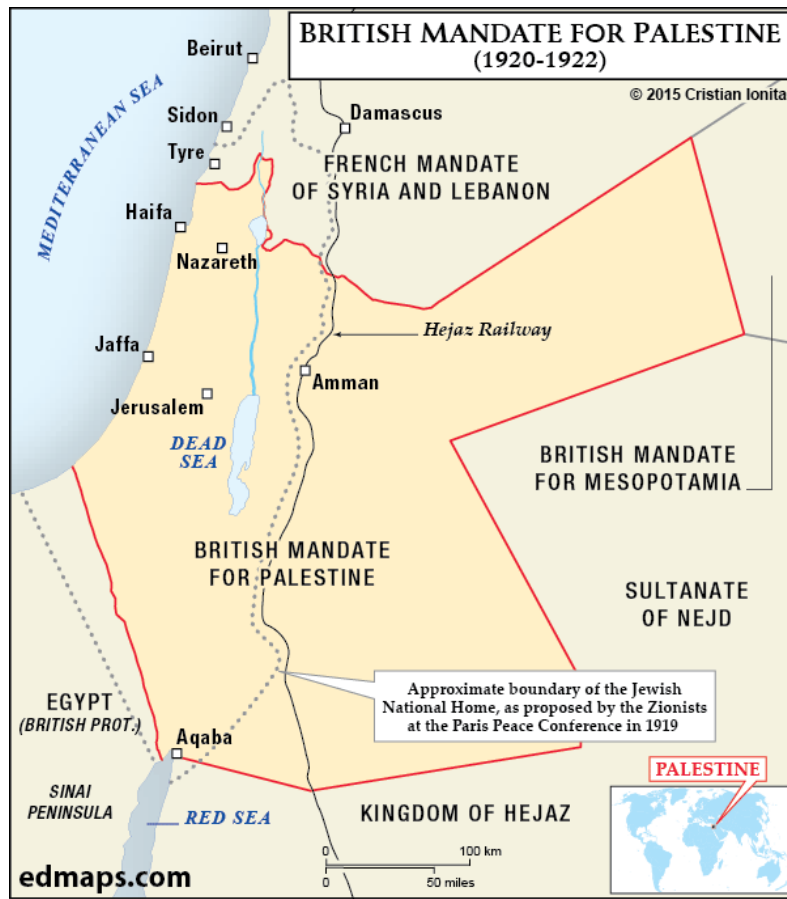 BRITISH MANDATE FOR PALESTINE
(1920-1922)
© 2015 Cristian Ionita
Beirut
MEDITERRANEAN SEA
Sidon
Damascus
Tyre
FRENCH MANDATE
OF SYRIA AND LEBANON
Haifa
Nazareth
Hejaz Railway
Jaffa
Amman
Jerusalem
DEAD
SEA
BRITISH MANDATE
FOR MESOPOTAMIA
BRITISH MANDATE
FOR PALESTINE
SULTANATE
OF NEJD
Approximate boundary of the Jewish
National Home, as proposed by the Zionists
at the Paris Peace Conference in 1919
EGYPT
(BRITISH PROT.)
Aqaba
SINAI
PENINSULA
RED SEA
KINGDOM OF HEJAZ
PALESTINE
0 100 km
0 50 miles
edmaps.com